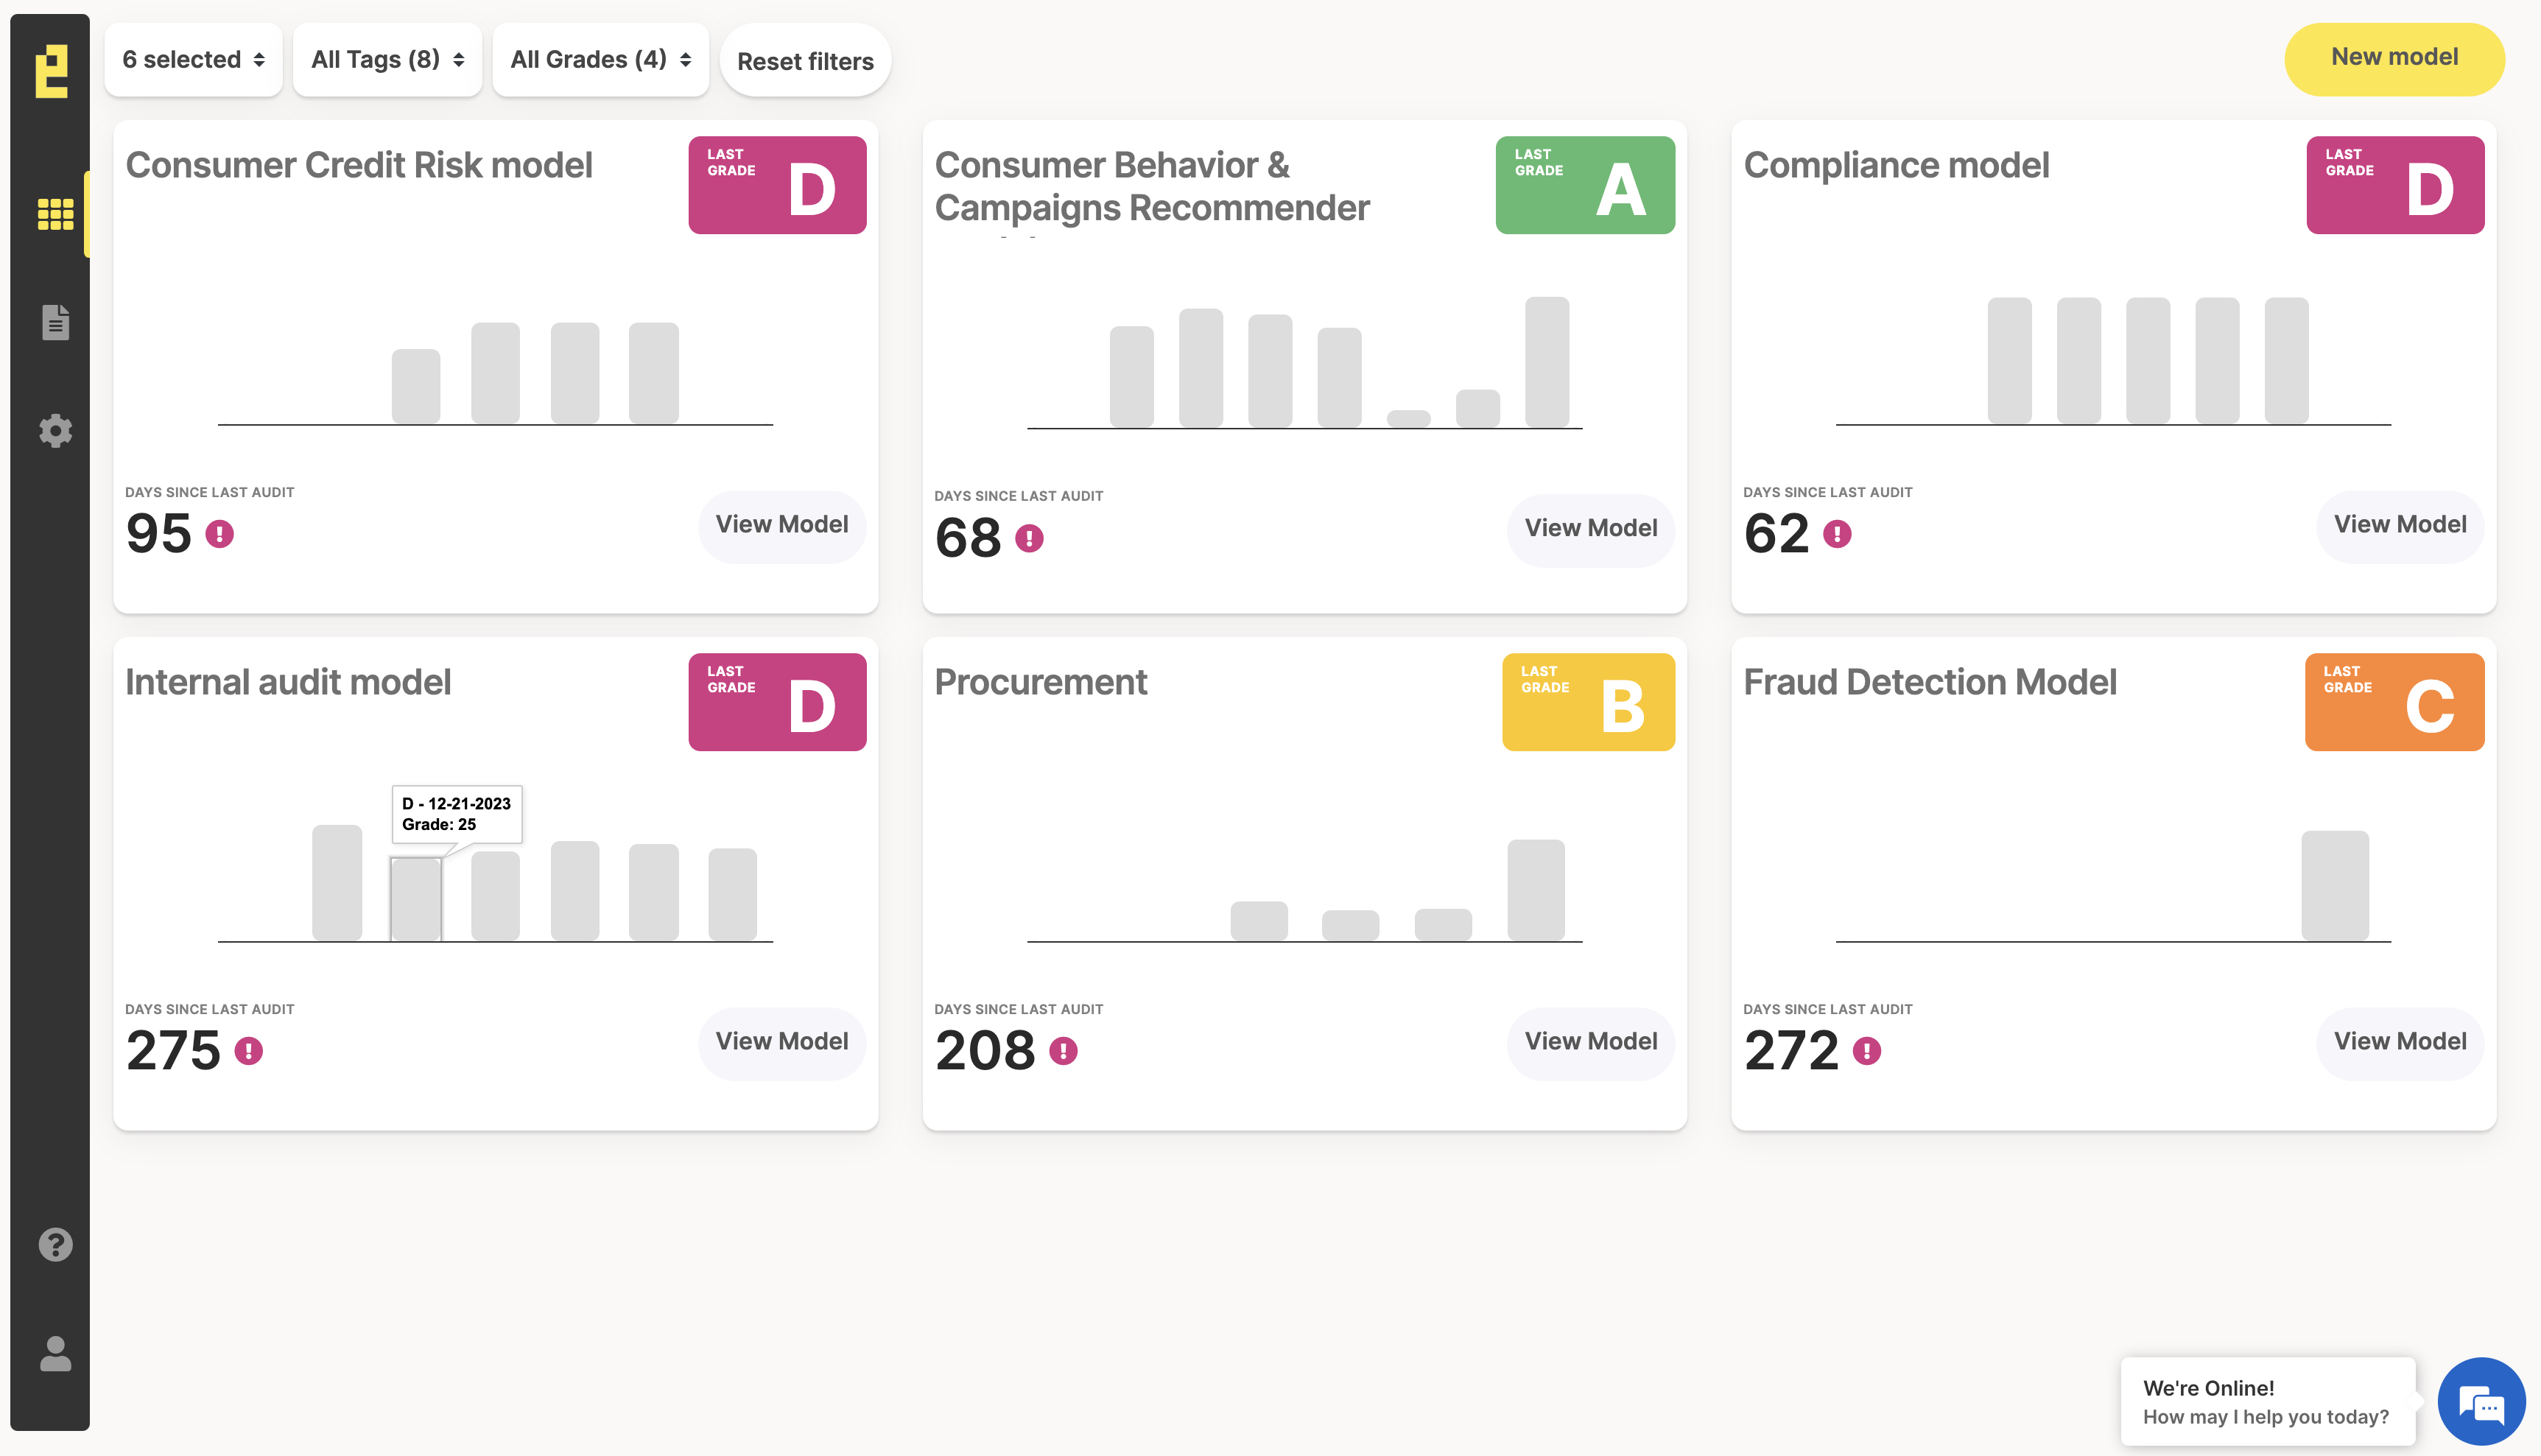 6 selected
All Tags (8)
All Grades (4)
Reset filters
New model
Consumer Credit Risk model
LAST
GRADE
D
DAYS SINCE LAST AUDIT
95
View Model
Consumer Behavior &
Campaigns Recommender
LAST
GRADE
A
DAYS SINCE LAST AUDIT
68
View Model
Compliance model
LAST
GRADE
D
DAYS SINCE LAST AUDIT
62
View Model
Internal audit model
LAST
GRADE
D
D - 12-21-2023
Grade: 25
DAYS SINCE LAST AUDIT
275
View Model
Procurement
LAST
GRADE
B
DAYS SINCE LAST AUDIT
208
View Model
Fraud Detection Model
LAST
GRADE
C
DAYS SINCE LAST AUDIT
272
View Model
We're Online!
How may I help you today?